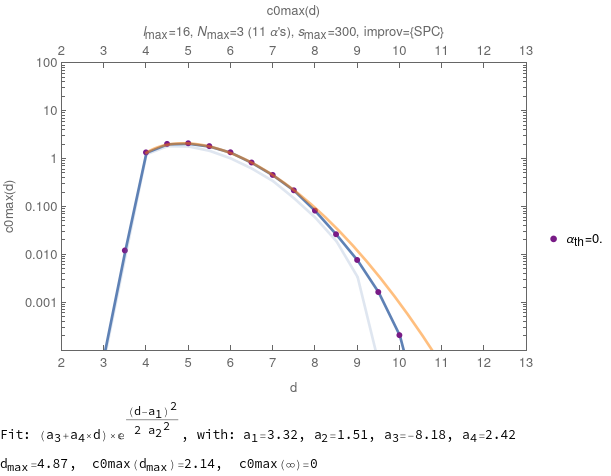 c0max(d)
lmax=16, Nmax=3 (11 α's), smax=300, improv={SPC}
2 3 4 5 6 7 8 9 10 11 12 13
100
10
1
0.100
0.010
0.001
c0max(d)
αth=0.
2 3 4 5 6 7 8 9 10 11 12 13
d
Fit: (a₃+a₄×d)×e^((d-a₁)²/(2 a₂²)), with: a₁=3.32, a₂=1.51, a₃=-8.18, a₄=2.42
dmax=4.87, c0max(dmax)=2.14, c0max(∞)=0